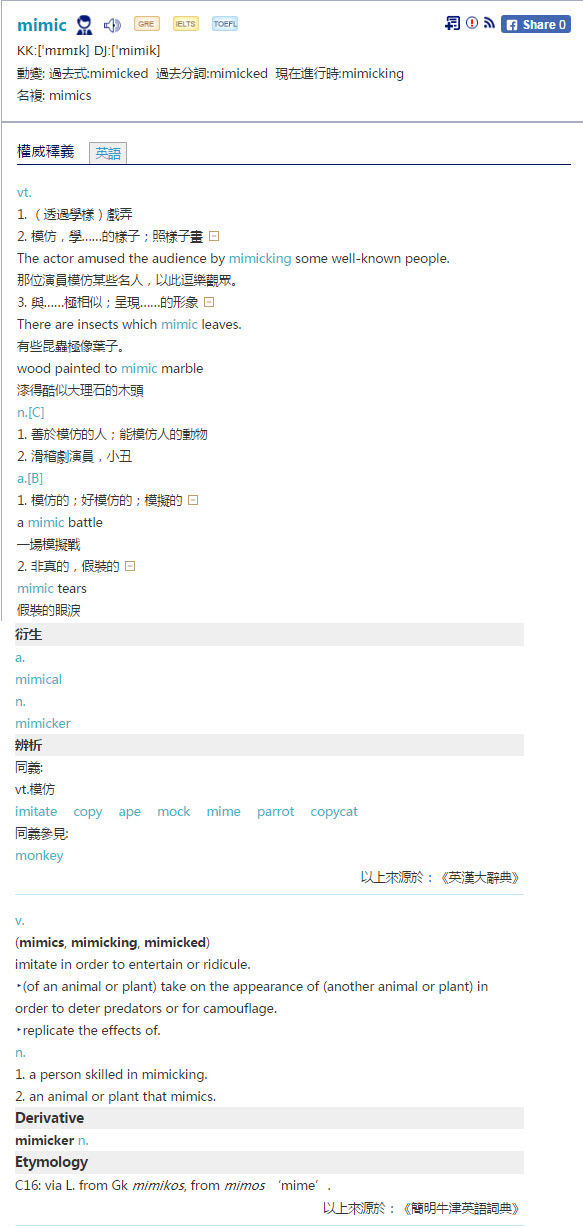 mimic GRE IELTS TOEFL Share 0
KK:['mɪmɪk] DJ:['mimik]
動變: 過去式:mimicked 過去分詞:mimicked 現在進行時:mimicking
名複: mimics
權威釋義 英語
vt.
1. （透過學樣）戲弄
2. 模仿，學……的樣子；照樣子畫
The actor amused the audience by mimicking some well-known people.
那位演員模仿某些名人，以此逗樂觀眾。
3. 與……極相似；呈現……的形象
There are insects which mimic leaves.
有些昆蟲極像葉子。
wood painted to mimic marble
漆得酷似大理石的木頭
n.[C]
1. 善於模仿的人；能模仿人的動物
2. 滑稽劇演員，小丑
a.[B]
1. 模仿的；好模仿的；模擬的
a mimic battle
一場模擬戰
2. 非真的，假裝的
mimic tears
假裝的眼淚
衍生
a.
mimical
n.
mimicker
辨析
同義:
vt.模仿
imitate copy ape mock mime parrot copycat
同義參見:
monkey
以上來源於：《英漢大辭典》
v.
(mimics, mimicking, mimicked)
imitate in order to entertain or ridicule.
‣(of an animal or plant) take on the appearance of (another animal or plant) in
order to deter predators or for camouflage.
‣replicate the effects of.
n.
1. a person skilled in mimicking.
2. an animal or plant that mimics.
Derivative
mimicker n.
Etymology
C16: via L. from Gk mimikos, from mimos ‘mime’.
以上來源於：《簡明牛津英語詞典》